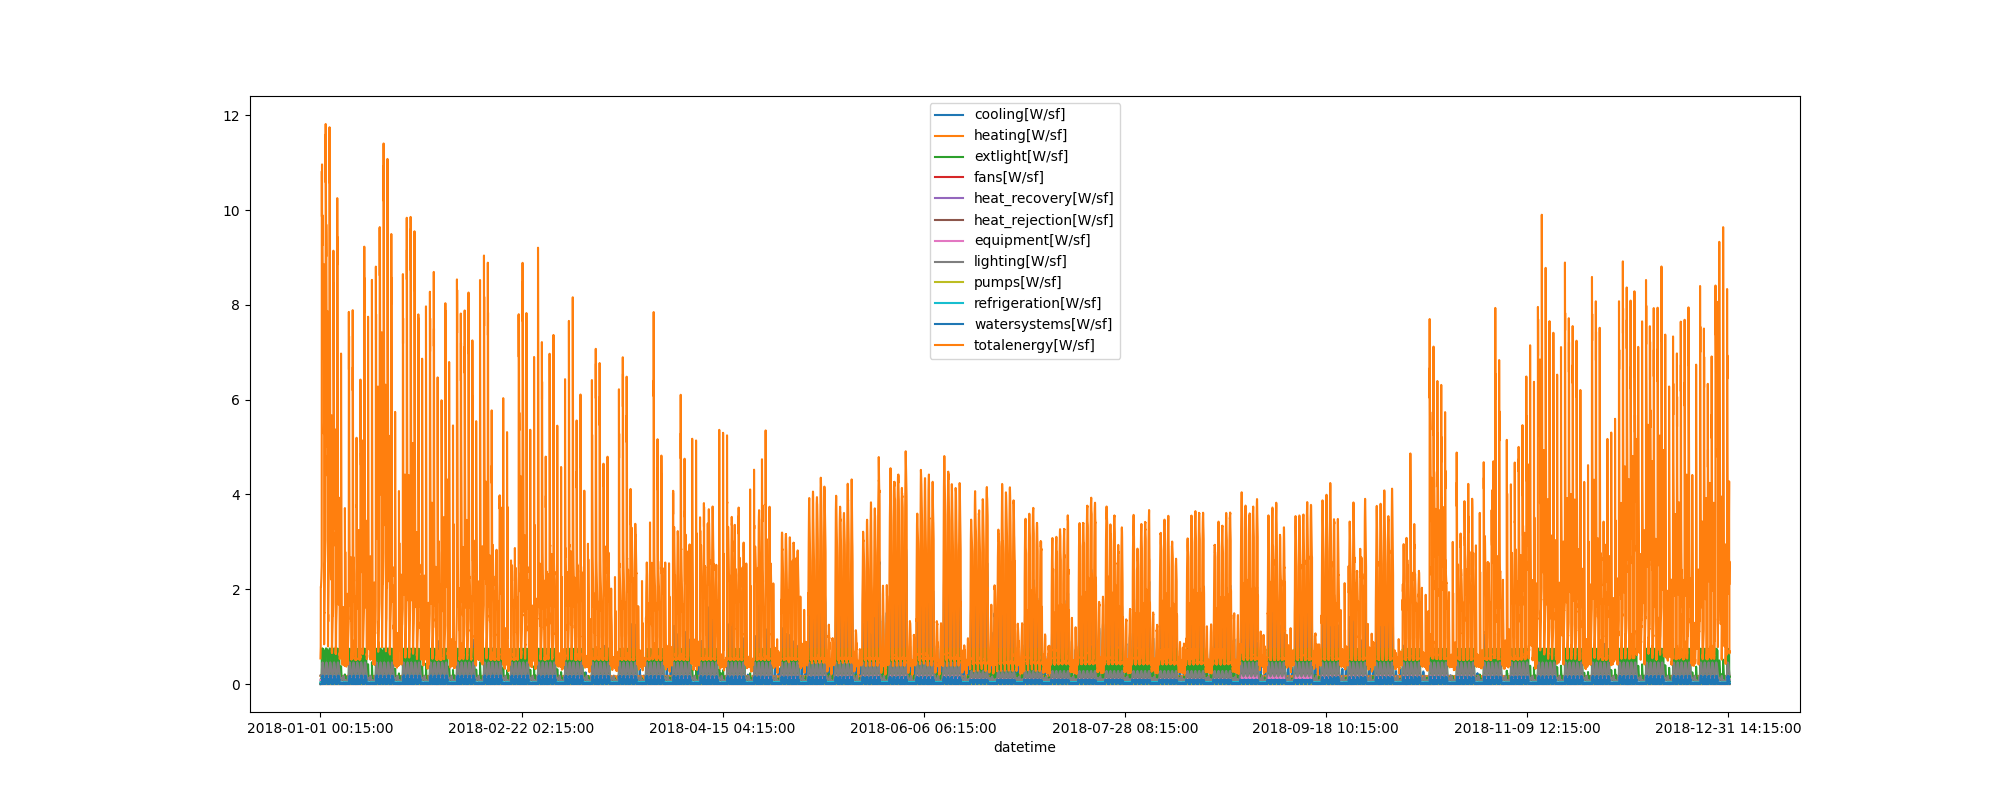 12
10
8
6
4
2
0
cooling[W/sf]
heating[W/sf]
extlight[W/sf]
fans[W/sf]
heat_recovery[W/sf]
heat_rejection[W/sf]
equipment[W/sf]
lighting[W/sf]
pumps[W/sf]
refrigeration[W/sf]
watersystems[W/sf]
totalenergy[W/sf]
2018-01-01 00:15:00 2018-02-22 02:15:00 2018-04-15 04:15:00 2018-06-06 06:15:00 2018-07-28 08:15:00 2018-09-18 10:15:00 2018-11-09 12:15:00 2018-12-31 14:15:00
datetime